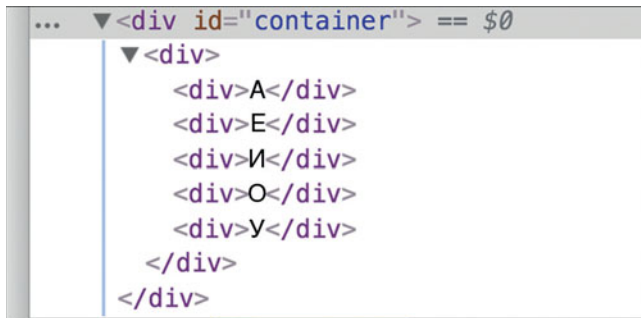 ... ▼<div id="container"> == $0
▼<div>
<div>А</div>
<div>Е</div>
<div>И</div>
<div>О</div>
<div>У</div>
</div>
</div>